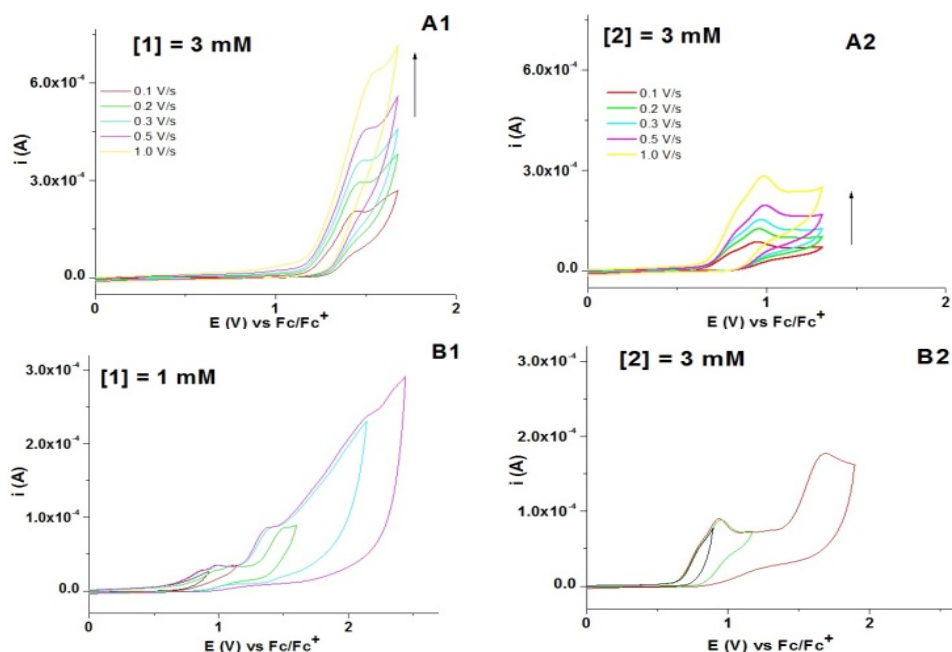 A1
[1] = 3 mM
6.0x10⁻⁴
0.1 V/s
0.2 V/s
0.3 V/s
0.5 V/s
1.0 V/s
i (A)
3.0x10⁻⁴
0.0
0
1
2
E (V) vs Fc/Fc⁺
[2] = 3 mM
A2
6.0x10⁻⁴
0.1 V/s
0.2 V/s
0.3 V/s
0.5 V/s
1.0 V/s
i (A)
3.0x10⁻⁴
0.0
0
1
2
E (V) vs Fc/Fc⁺
B1
3.0x10⁻⁴
[1] = 1 mM
2.0x10⁻⁴
i (A)
1.0x10⁻⁴
0.0
0
1
2
E (V) vs Fc/Fc⁺
[2] = 3 mM
B2
3.0x10⁻⁴
2.0x10⁻⁴
i (A)
1.0x10⁻⁴
0.0
0
1
2
E (V) vs Fc/Fc⁺